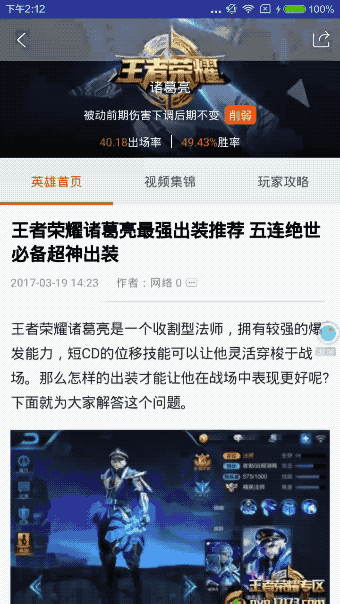 下午2:12
100%
王者荣耀
诸葛亮
被动前期伤害下调后期不变 削弱
40.18出场率 49.43%胜率
英雄首页 视频集锦 玩家攻略
王者荣耀诸葛亮最强出装推荐 五连绝世
必备超神出装
2017-03-19 14:23 作者：网络 0
王者荣耀诸葛亮是一个收割型法师，拥有较强的爆
发能力，短CD的位移技能可以让他灵活穿梭于战
场。那么怎样的出装才能让他在战场中表现更好呢?
下面就为大家解答这个问题。
王者荣耀专区